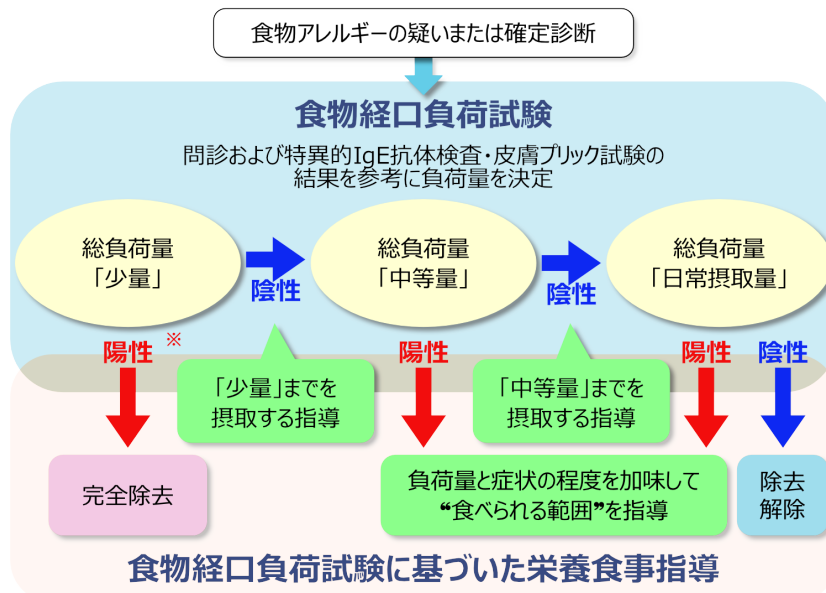 食物アレルギーの疑いまたは確定診断
食物経口負荷試験
問診および特異的IgE抗体検査・皮膚プリック試験の
結果を参考に負荷量を決定
総負荷量
「少量」
陰性
総負荷量
「中等量」
陰性
総負荷量
「日常摂取量」
陽性
※
「少量」までを
摂取する指導
陽性
「中等量」までを
摂取する指導
陽性
陰性
完全除去
負荷量と症状の程度を加味して
❝食べられる範囲❞を指導
除去
解除
食物経口負荷試験に基づいた栄養食事指導